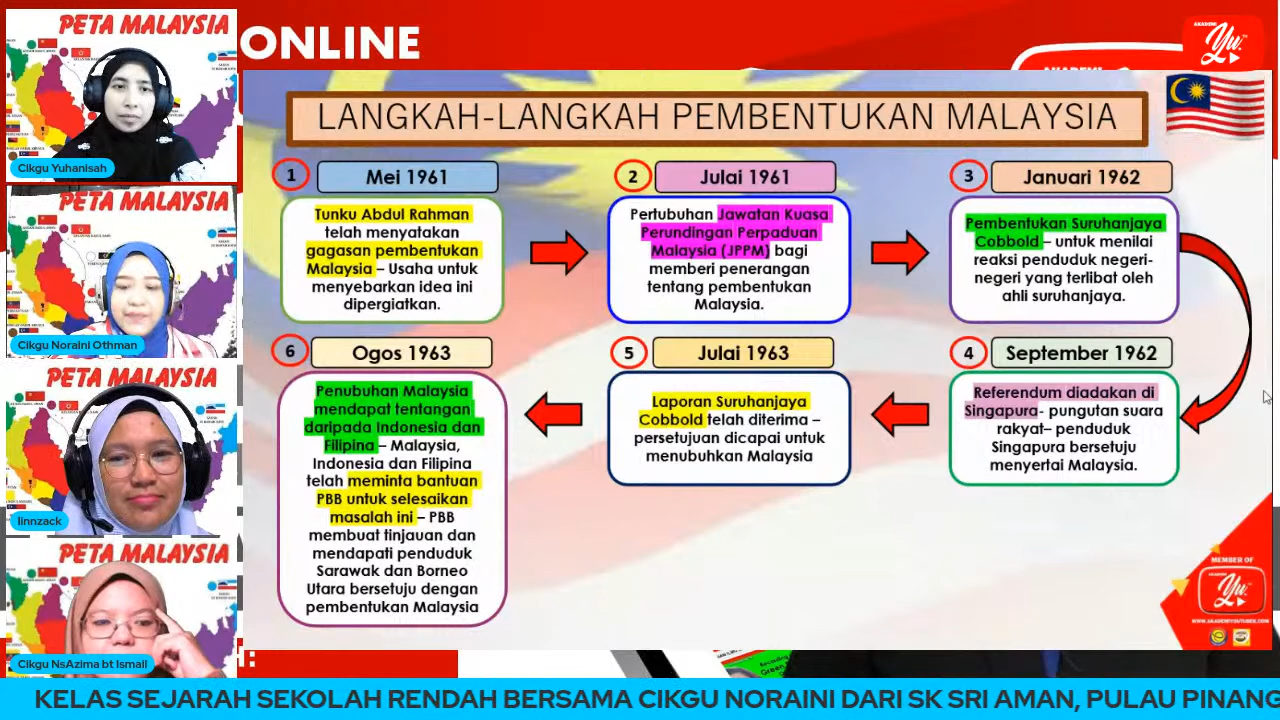 ONLINE
AKADEMI
Yu
PETA MALAYSIA
Cikgu Yuhanisah
PETA MALAYSIA
Cikgu Noraini Othman
PETA MALAYSIA
linnzack
PETA MALAYSIA
Cikgu NsAzima bt Ismail
LANGKAH-LANGKAH PEMBENTUKAN MALAYSIA
1
Mei 1961
Tunku Abdul Rahman
telah menyatakan
gagasan pembentukan
Malaysia – Usaha untuk
menyebarkan idea ini
dipergiatkan.
2
Julai 1961
Pertubuhan Jawatan Kuasa
Perundingan Perpaduan
Malaysia (JPPM) bagi
memberi penerangan
tentang pembentukan
Malaysia.
3
Januari 1962
Pembentukan Suruhanjaya
Cobbold – untuk menilai
reaksi penduduk negeri-
negeri yang terlibat oleh
ahli suruhanjaya.
4
September 1962
Referendum diadakan di
Singapura- pungutan suara
rakyat– penduduk
Singapura bersetuju
menyertai Malaysia.
5
Julai 1963
Laporan Suruhanjaya
Cobbold telah diterima –
persetujuan dicapai untuk
menubuhkan Malaysia
6
Ogos 1963
Penubuhan Malaysia
mendapat tentangan
daripada Indonesia dan
Filipina – Malaysia,
Indonesia dan Filipina
telah meminta bantuan
PBB untuk selesaikan
masalah ini – PBB
membuat tinjauan dan
mendapati penduduk
Sarawak dan Borneo
Utara bersetuju dengan
pembentukan Malaysia
MEMBER OF
Yu
WWW.AKADEMIYOUTUBER.COM
KELAS SEJARAH SEKOLAH RENDAH BERSAMA CIKGU NORAINI DARI SK SRI AMAN, PULAU PINANG